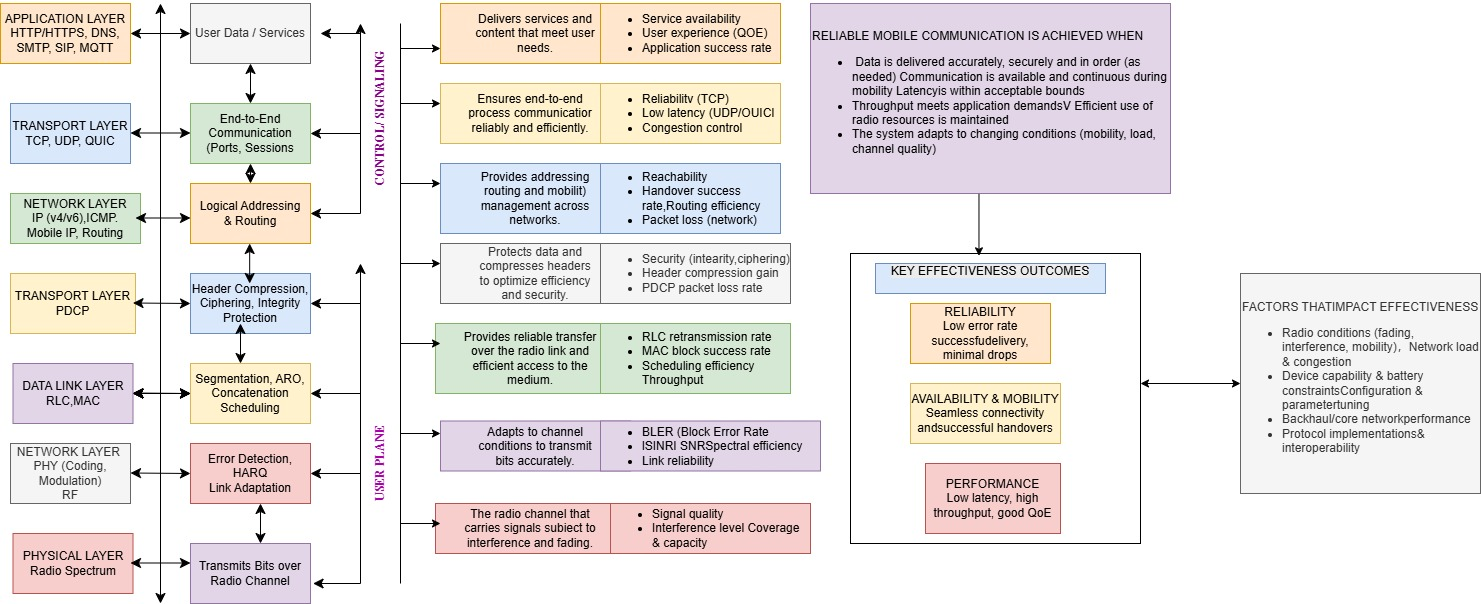 APPLICATION LAYER
HTTP/HTTPS, DNS,
SMTP, SIP, MQTT
TRANSPORT LAYER
TCP, UDP, QUIC
NETWORK LAYER
IP (v4/v6),ICMP.
Mobile IP, Routing
TRANSPORT LAYER
PDCP
DATA LINK LAYER
RLC,MAC
NETWORK LAYER
PHY (Coding,
Modulation)
RF
PHYSICAL LAYER
Radio Spectrum
User Data / Services
End-to-End
Communication
(Ports, Sessions
Logical Addressing
& Routing
Header Compression,
Ciphering, Integrity
Protection
Segmentation, ARO,
Concatenation
Scheduling
Error Detection,
HARQ
Link Adaptation
Transmits Bits over
Radio Channel
CONTROL/ SIGNALING
USER PLANE
Delivers services and
content that meet user
needs.
Service availability
User experience (QOE)
Application success rate
Ensures end-to-end
process communicatior
reliably and efficiently.
Reliabilitv (TCP)
Low latency (UDP/OUICI
Congestion control
Provides addressing
routing and mobilit)
management across
networks.
Reachability
Handover success
rate,Routing efficiency
Packet loss (network)
Protects data and
compresses headers
to optimize efficiency
and security.
Security (intearity,ciphering)
Header compression gain
PDCP packet loss rate
Provides reliable transfer
over the radio link and
efficient access to the
medium.
RLC retransmission rate
MAC block success rate
Scheduling efficiency
Throughput
Adapts to channel
conditions to transmit
bits accurately.
BLER (Block Error Rate
ISINRI SNRSpectral efficiency
Link reliability
The radio channel that
carries signals subiect to
interference and fading.
Signal quality
Interference level Coverage
& capacity
RELIABLE MOBILE COMMUNICATION IS ACHIEVED WHEN
Data is delivered accurately, securely and in order (as
needed) Communication is available and continuous during
mobility Latencyis within acceptable bounds
Throughput meets application demandsV Efficient use of
radio resources is maintained
The system adapts to changing conditions (mobility, load,
channel quality)
KEY EFFECTIVENESS OUTCOMES
RELIABILITY
Low error rate
successfudelivery,
minimal drops
AVAILABILITY & MOBILITY
Seamless connectivity
andsuccessful handovers
PERFORMANCE
Low latency, high
throughput, good QoE
FACTORS THATIMPACT EFFECTIVENESS
Radio conditions (fading,
interference, mobility)，Network load
& congestion
Device capability & battery
constraintsConfiguration &
parametertuning
Backhaul/core networkperformance
Protocol implementations&
interoperability